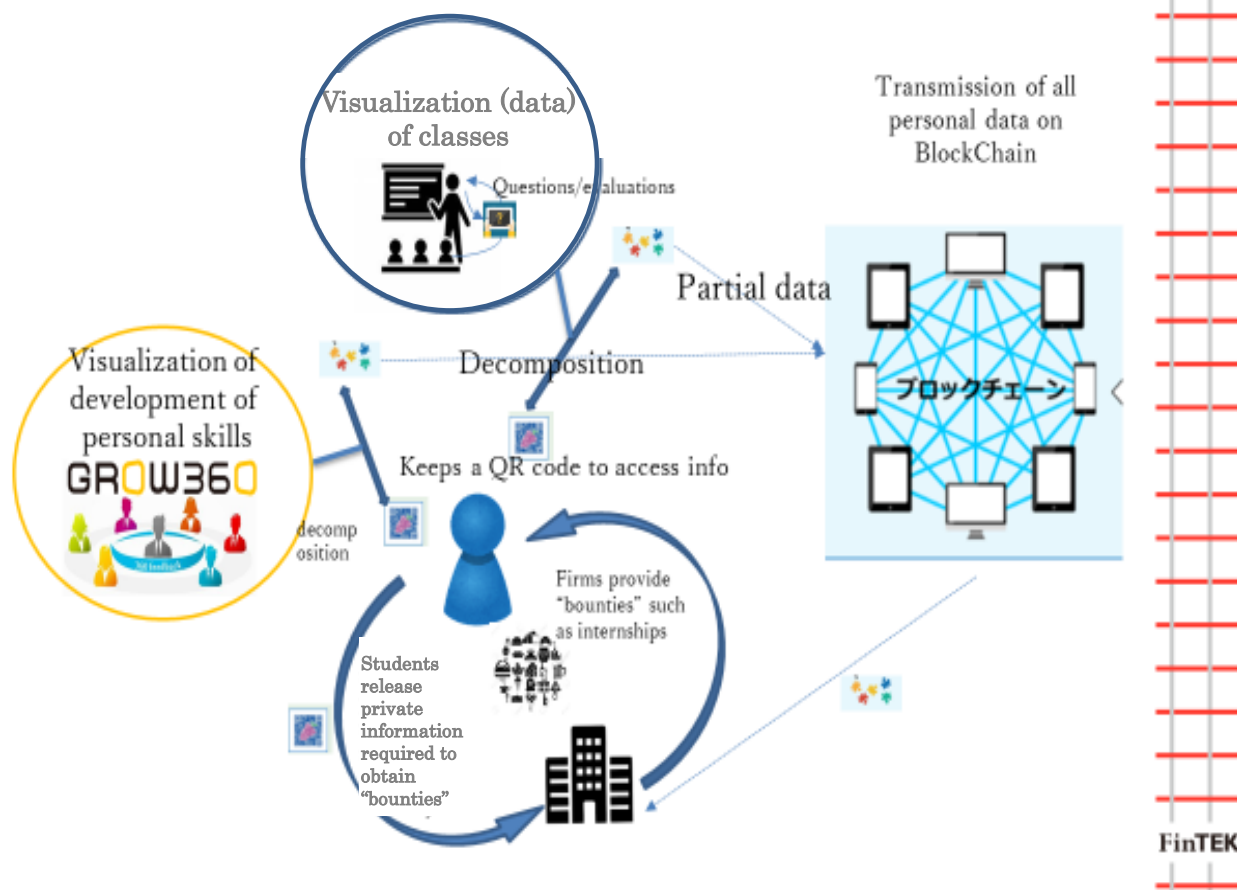 Visualization (data)
of classes
Questions/evaluations
Transmission of all
personal data on
BlockChain
Partial data
Decomposition
ブロックチェーン
Visualization of
development of
personal skills
GROW360
360 feedback
decomp
osition
Keeps a QR code to access info
Firms provide
"bounties" such
as internships
Students
release
private
information
required to
obtain
"bounties"
FinTEK